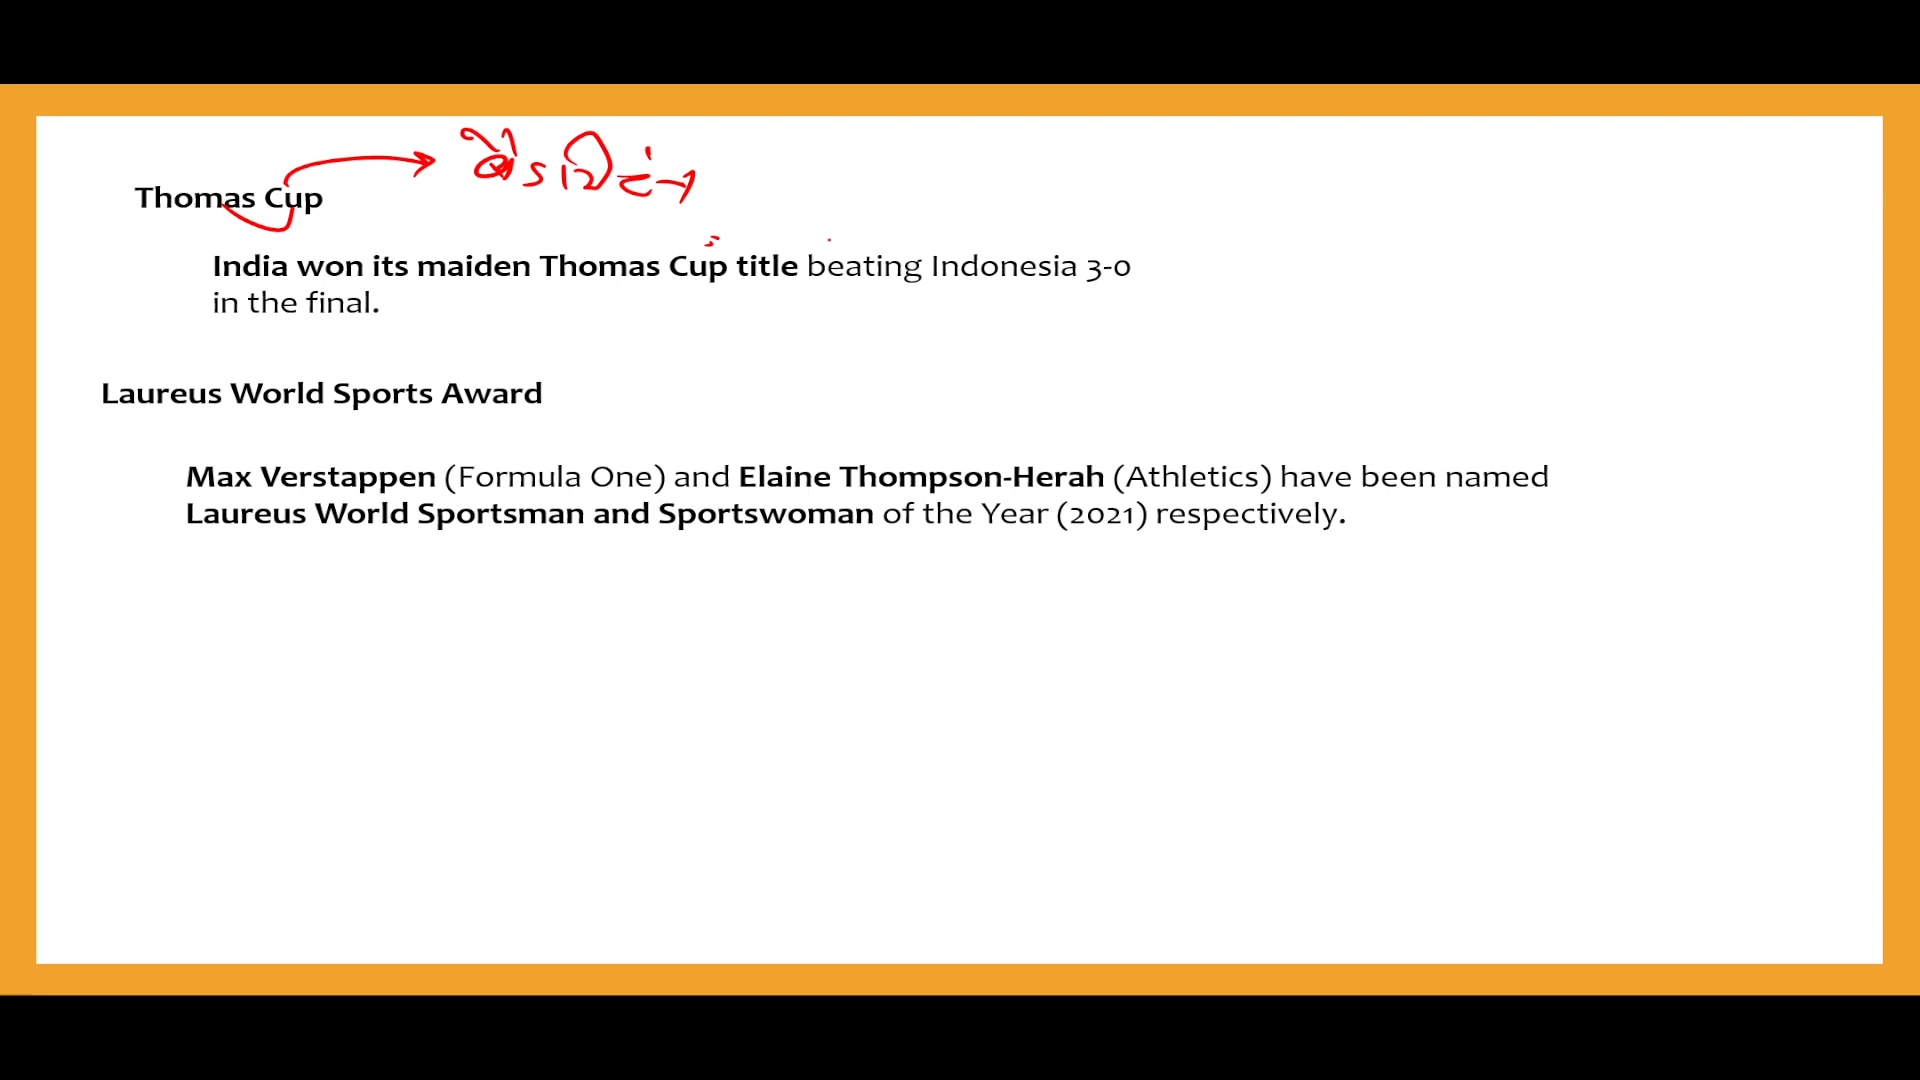 Thomas Cup
India won its maiden Thomas Cup title beating Indonesia 3-0
in the final.
Laureus World Sports Award
Max Verstappen (Formula One) and Elaine Thompson-Herah (Athletics) have been named
Laureus World Sportsman and Sportswoman of the Year (2021) respectively.